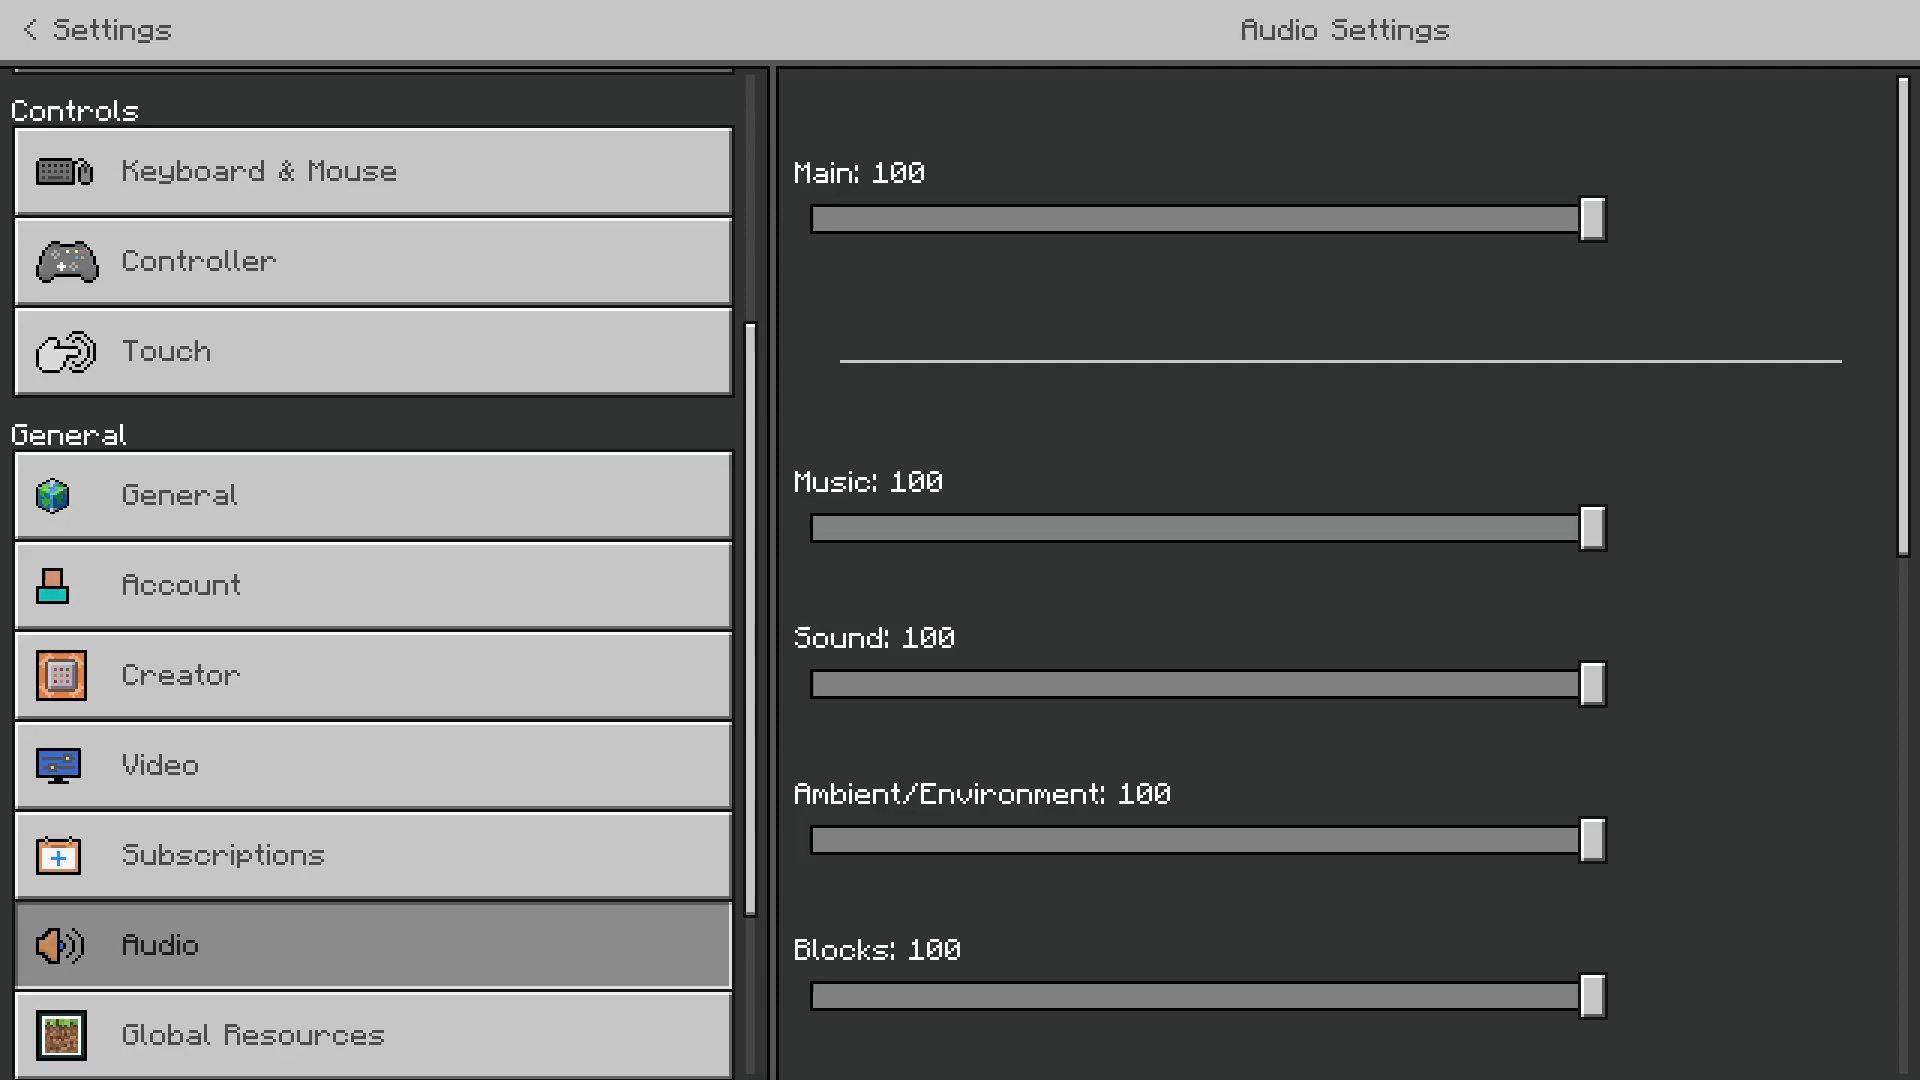 < Settings
Audio Settings
Controls
Keyboard & Mouse
Controller
Touch
General
General
Account
Creator
Video
Subscriptions
Audio
Global Resources
Main: 100
Music: 100
Sound: 100
Ambient/Environment: 100
Blocks: 100